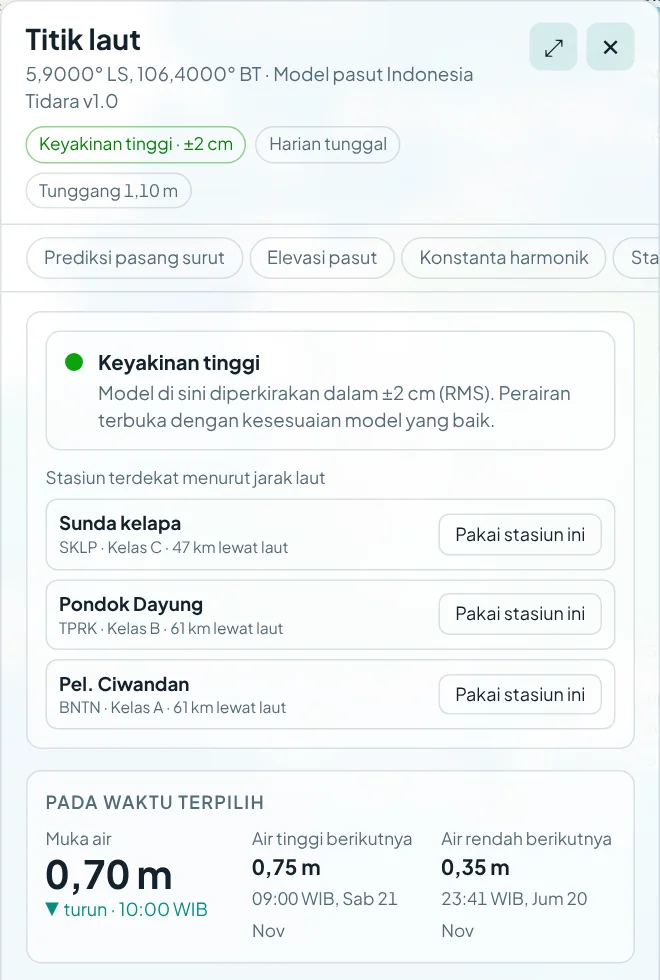 Titik laut
5,9000° LS, 106,4000° BT · Model pasut Indonesia
Tidara v1.0
Keyakinan tinggi · ±2 cm
Harian tunggal
Tunggang 1,10 m
Prediksi pasang surut
Elevasi pasut
Konstanta harmonik
Sta
Keyakinan tinggi
Model di sini diperkirakan dalam ±2 cm (RMS). Perairan
terbuka dengan kesesuaian model yang baik.
Stasiun terdekat menurut jarak laut
Sunda kelapa
SKLP · Kelas C · 47 km lewat laut
Pakai stasiun ini
Pondok Dayung
TPRK · Kelas B · 61 km lewat laut
Pakai stasiun ini
Pel. Ciwandan
BNTN · Kelas A · 61 km lewat laut
Pakai stasiun ini
PADA WAKTU TERPILIH
Muka air
0,70 m
▼ turun · 10:00 WIB
Air tinggi berikutnya
0,75 m
09:00 WIB, Sab 21
Nov
Air rendah berikutnya
0,35 m
23:41 WIB, Jum 20
Nov